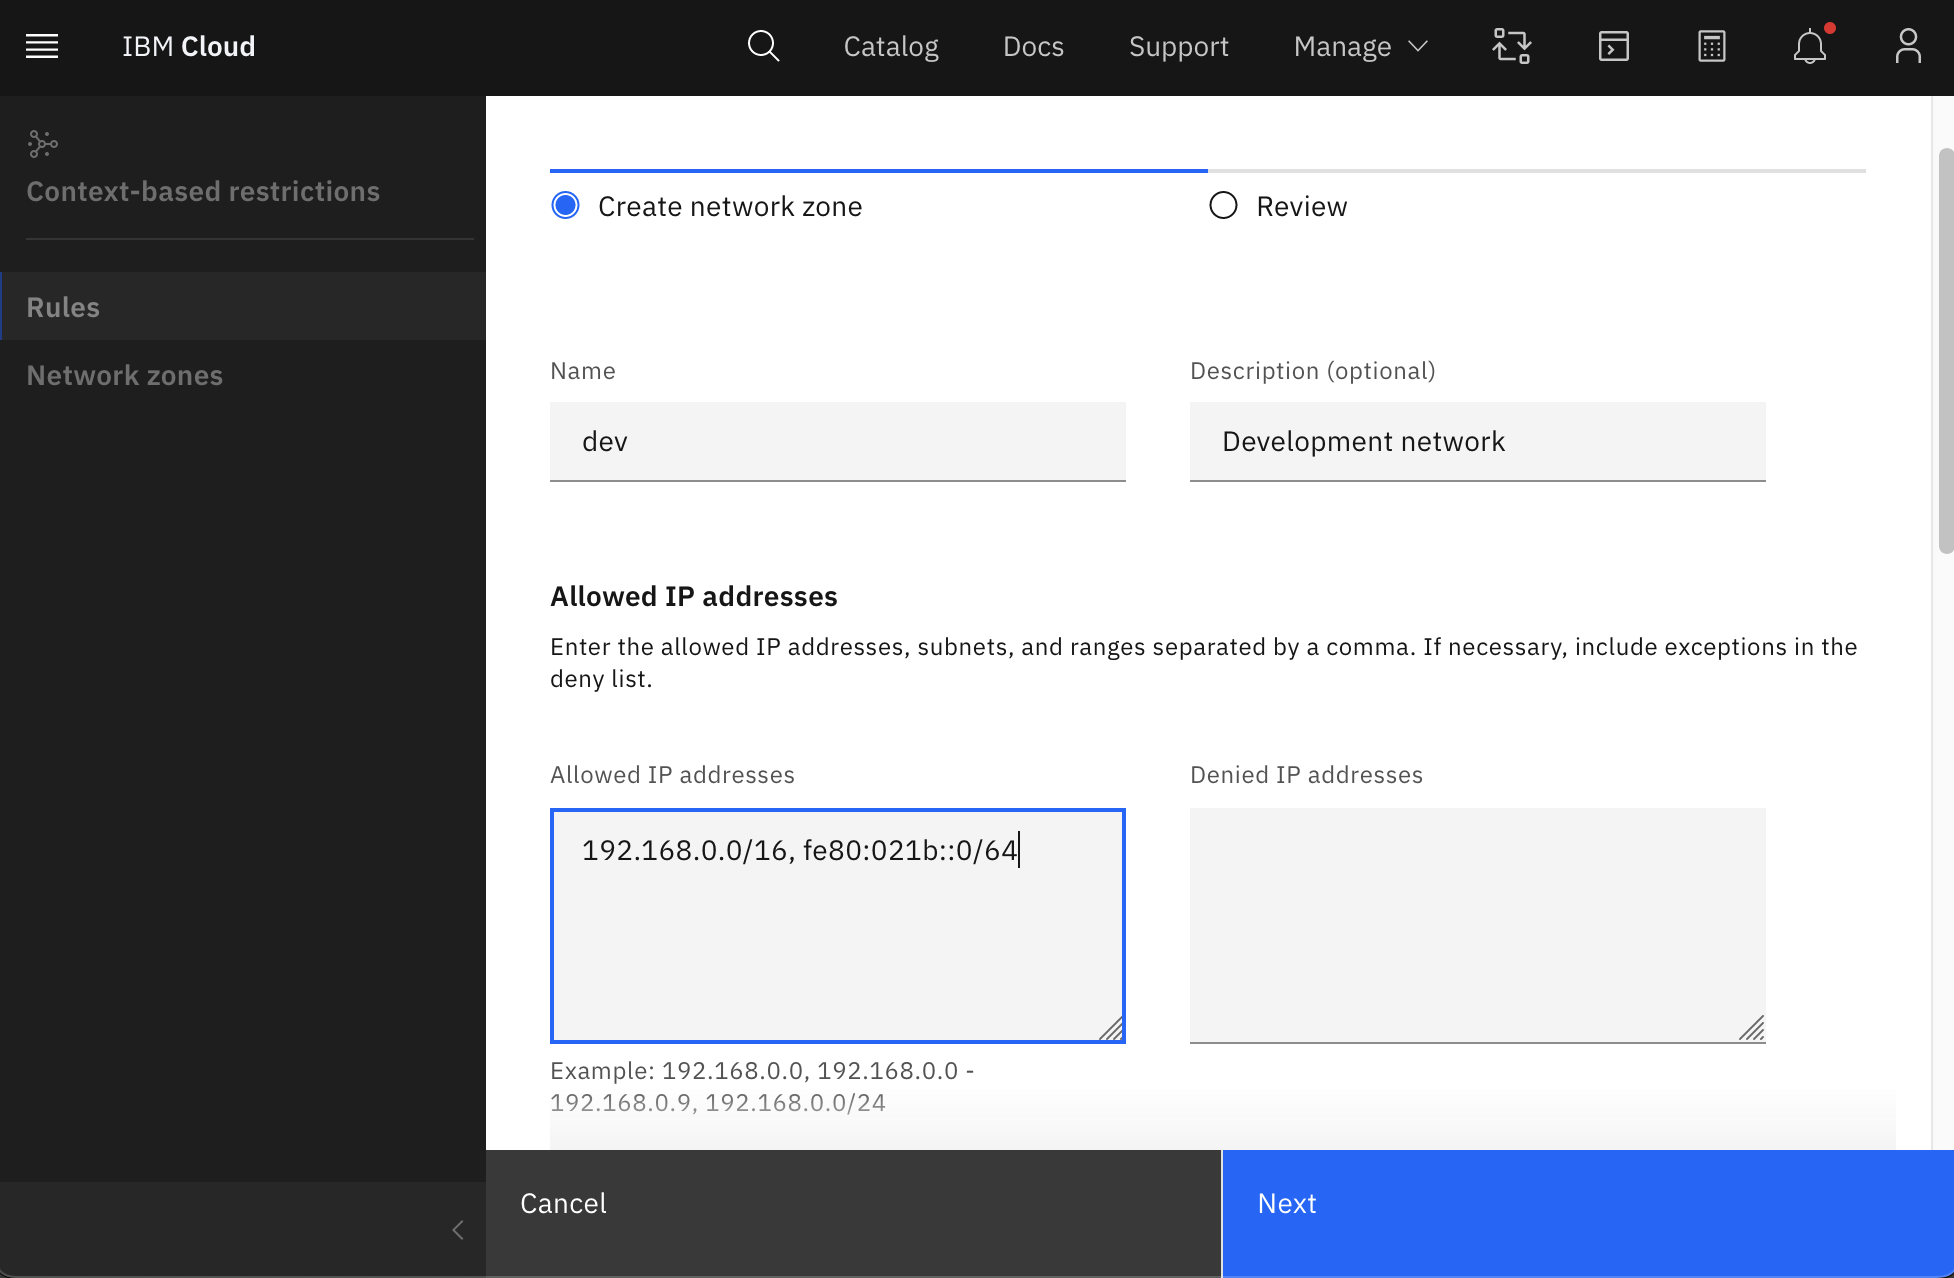 IBM Cloud
Catalog
Docs
Support
Manage
Context-based restrictions
Rules
Network zones
Create network zone
Review
Name
Description (optional)
dev
Development network
Allowed IP addresses
Enter the allowed IP addresses, subnets, and ranges separated by a comma. If necessary, include exceptions in the
deny list.
Allowed IP addresses
Denied IP addresses
192.168.0.0/16, fe80:021b::0/64
Example: 192.168.0.0, 192.168.0.0 -
192.168.0.9, 192.168.0.0/24
Cancel
Next